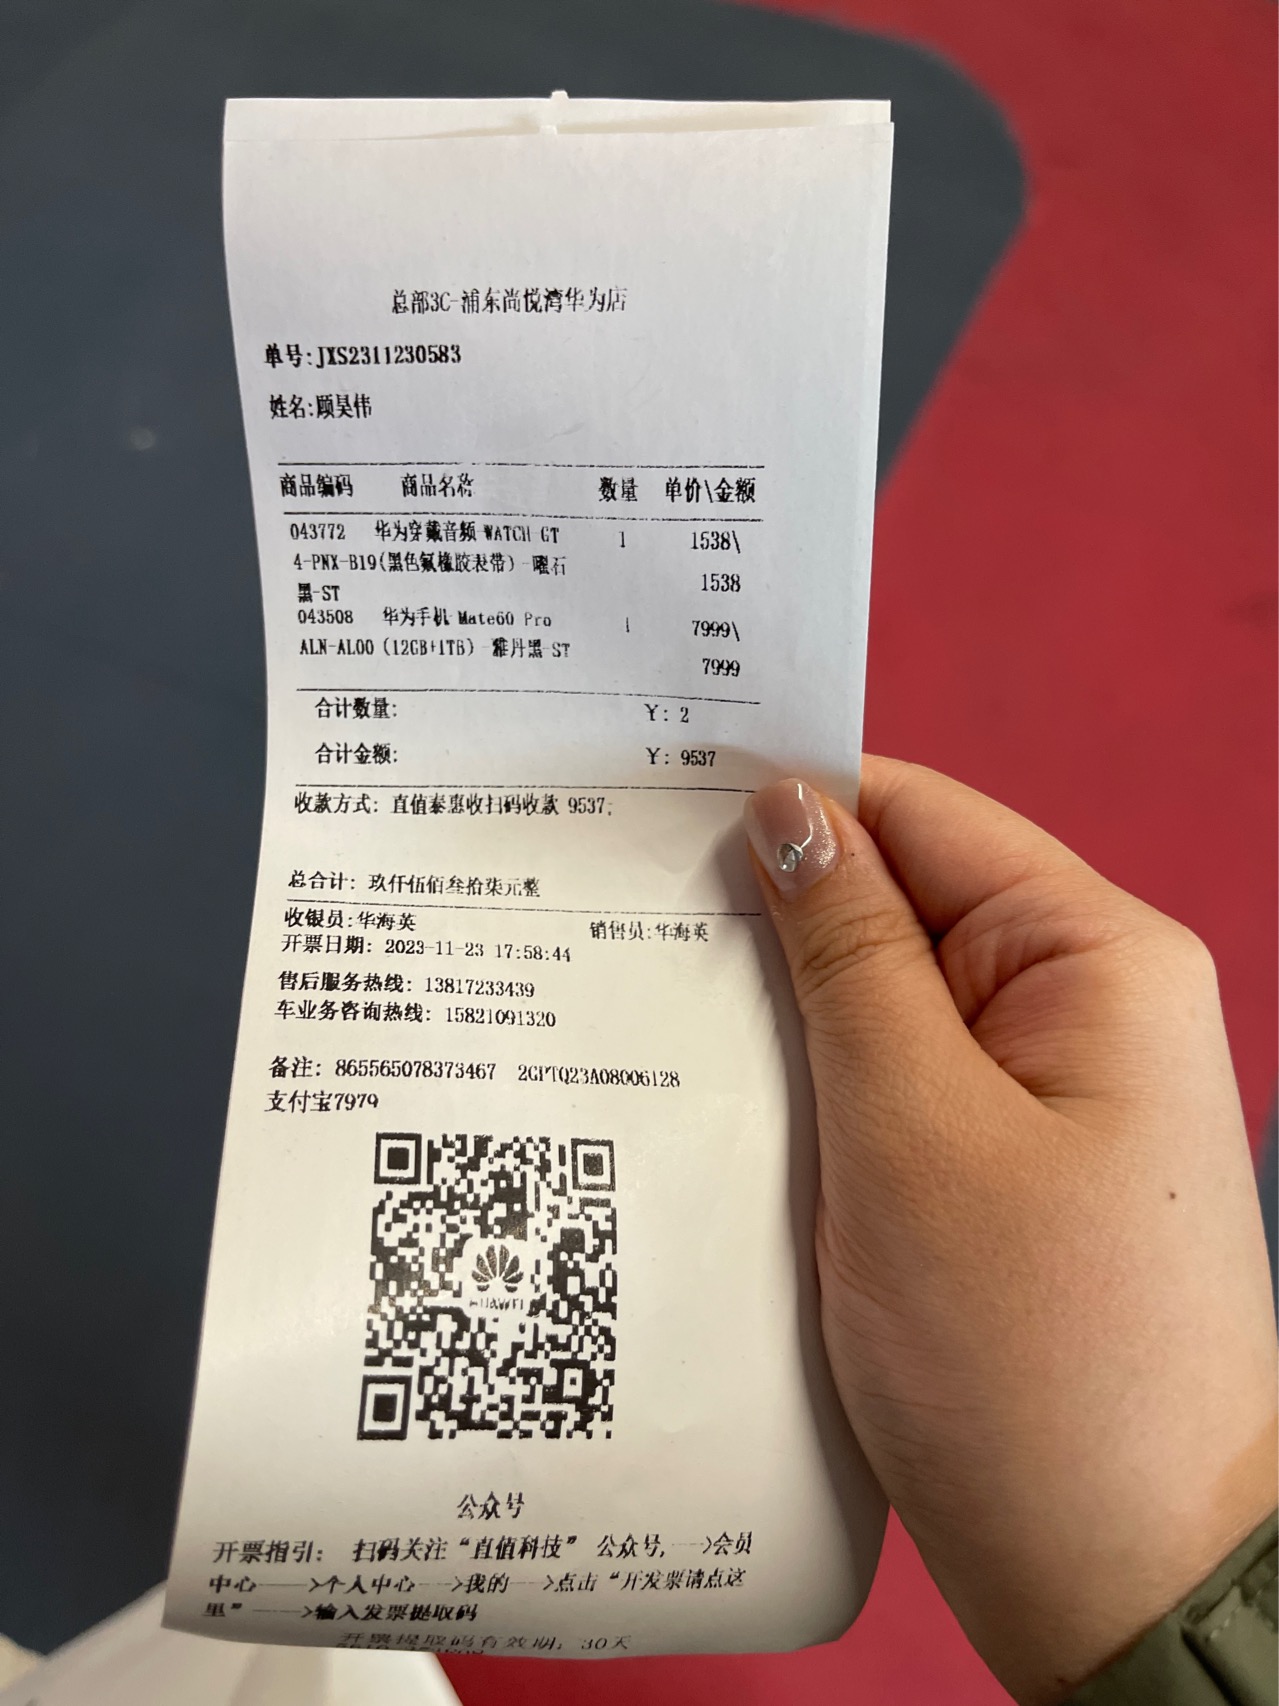 总部3C-浦东尚悦湾华为店
单号:JXS2311230583
姓名:顾昊伟
商品编码 商品名称 数量 单价\金额
043772 华为穿戴音频 WATCH GT 1 1538\
4-PNX-B19(黑色氟橡胶表带)-曜石 1538
黑-ST
043508 华为手机 Mate60 Pro 1 7999\
ALN-AL00 (12GB+1TB) -雅丹黑-ST 7999
合计数量: ￥: 2
合计金额: ￥: 9537
收款方式: 直值泰惠收扫码收款 9537;
总合计: 玖仟伍佰叁拾柒元整
收银员:华海英 销售员:华海英
开票日期: 2023-11-23 17:58:44
售后服务热线: 13817233439
车业务咨询热线: 15821091320
备注: 865565078373467 2GPTQ23A08006128
支付宝7979
HUAWEI
公众号
开票指引: 扫码关注“直值科技” 公众号, —>会员
中心——>个人中心—>我的—>点击“开发票请点这
里” ——>输入发票提取码
开票提取码有效期: 30天